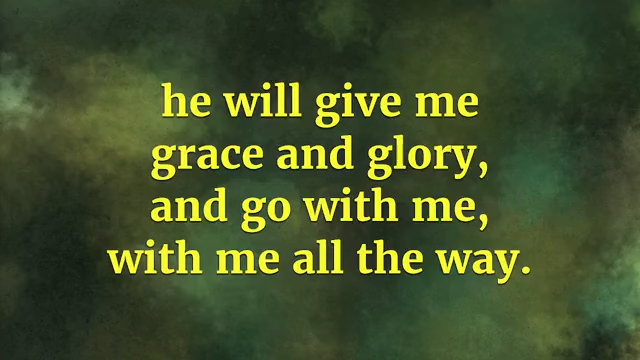 he will give me
grace and glory,
and go with me,
with me all the way.